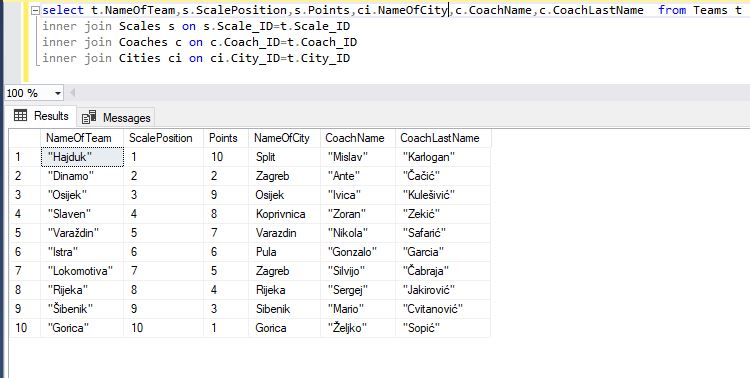 select t.NameOfTeam,s.ScalePosition,s.Points,ci.NameOfCity,c.CoachName,c.CoachLastName  from Teams t
inner join Scales s on s.Scale_ID=t.Scale_ID
inner join Coaches c on c.Coach_ID=t.Coach_ID
inner join Cities ci on ci.City_ID=t.City_ID
100 %
Results Messages
NameOfTeam ScalePosition Points NameOfCity CoachName CoachLastName
1 "Hajduk" 1 10 Split "Mislav" "Karlogan"
2 "Dinamo" 2 2 Zagreb "Ante" "Čačić"
3 "Osijek" 3 9 Osijek "Ivica" "Kulešivić"
4 "Slaven" 4 8 Koprivnica "Zoran" "Zekić"
5 "Varaždin" 5 7 Varazdin "Nikola" "Safarić"
6 "Istra" 6 6 Pula "Gonzalo" "Garcia"
7 "Lokomotiva" 7 5 Zagreb "Silvijo" "Čabraja"
8 "Rijeka" 8 4 Rijeka "Sergej" "Jakirović"
9 "Šibenik" 9 3 Sibenik "Mario" "Cvitanović"
10 "Gorica" 10 1 Gorica "Željko" "Sopić"